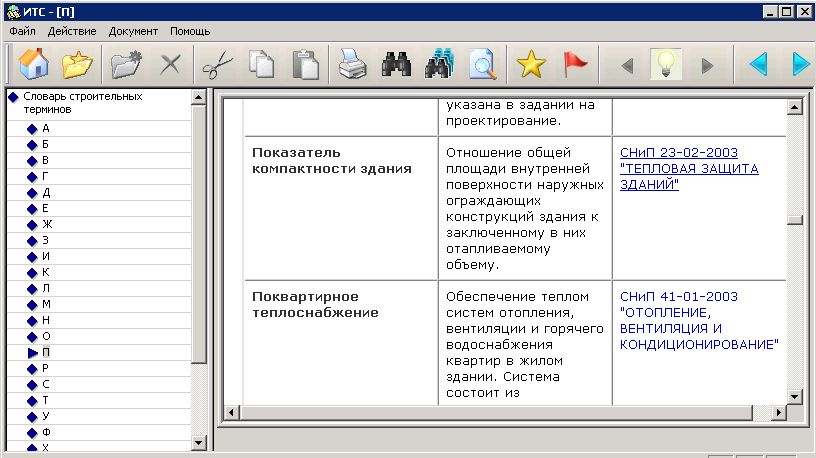 ИТС - [П]
Файл Действие Документ Помощь
Словарь строительных
терминов
А
Б
В
Г
Д
Е
Ж
З
И
К
Л
М
Н
О
П
Р
С
Т
У
Ф
Х
указана в задании на
проектирование.
Показатель
компактности здания
Отношение общей
площади внутренней
поверхности наружных
ограждающих
конструкций здания к
заключенному в них
отапливаемому
объему.
СНиП 23-02-2003
"ТЕПЛОВАЯ ЗАЩИТА
ЗДАНИЙ"
Поквартирное
теплоснабжение
Обеспечение теплом
систем отопления,
вентиляции и горячего
водоснабжения
квартир в жилом
здании. Система
состоит из
СНиП 41-01-2003
"ОТОПЛЕНИЕ,
ВЕНТИЛЯЦИЯ И
КОНДИЦИОНИРОВАНИЕ"